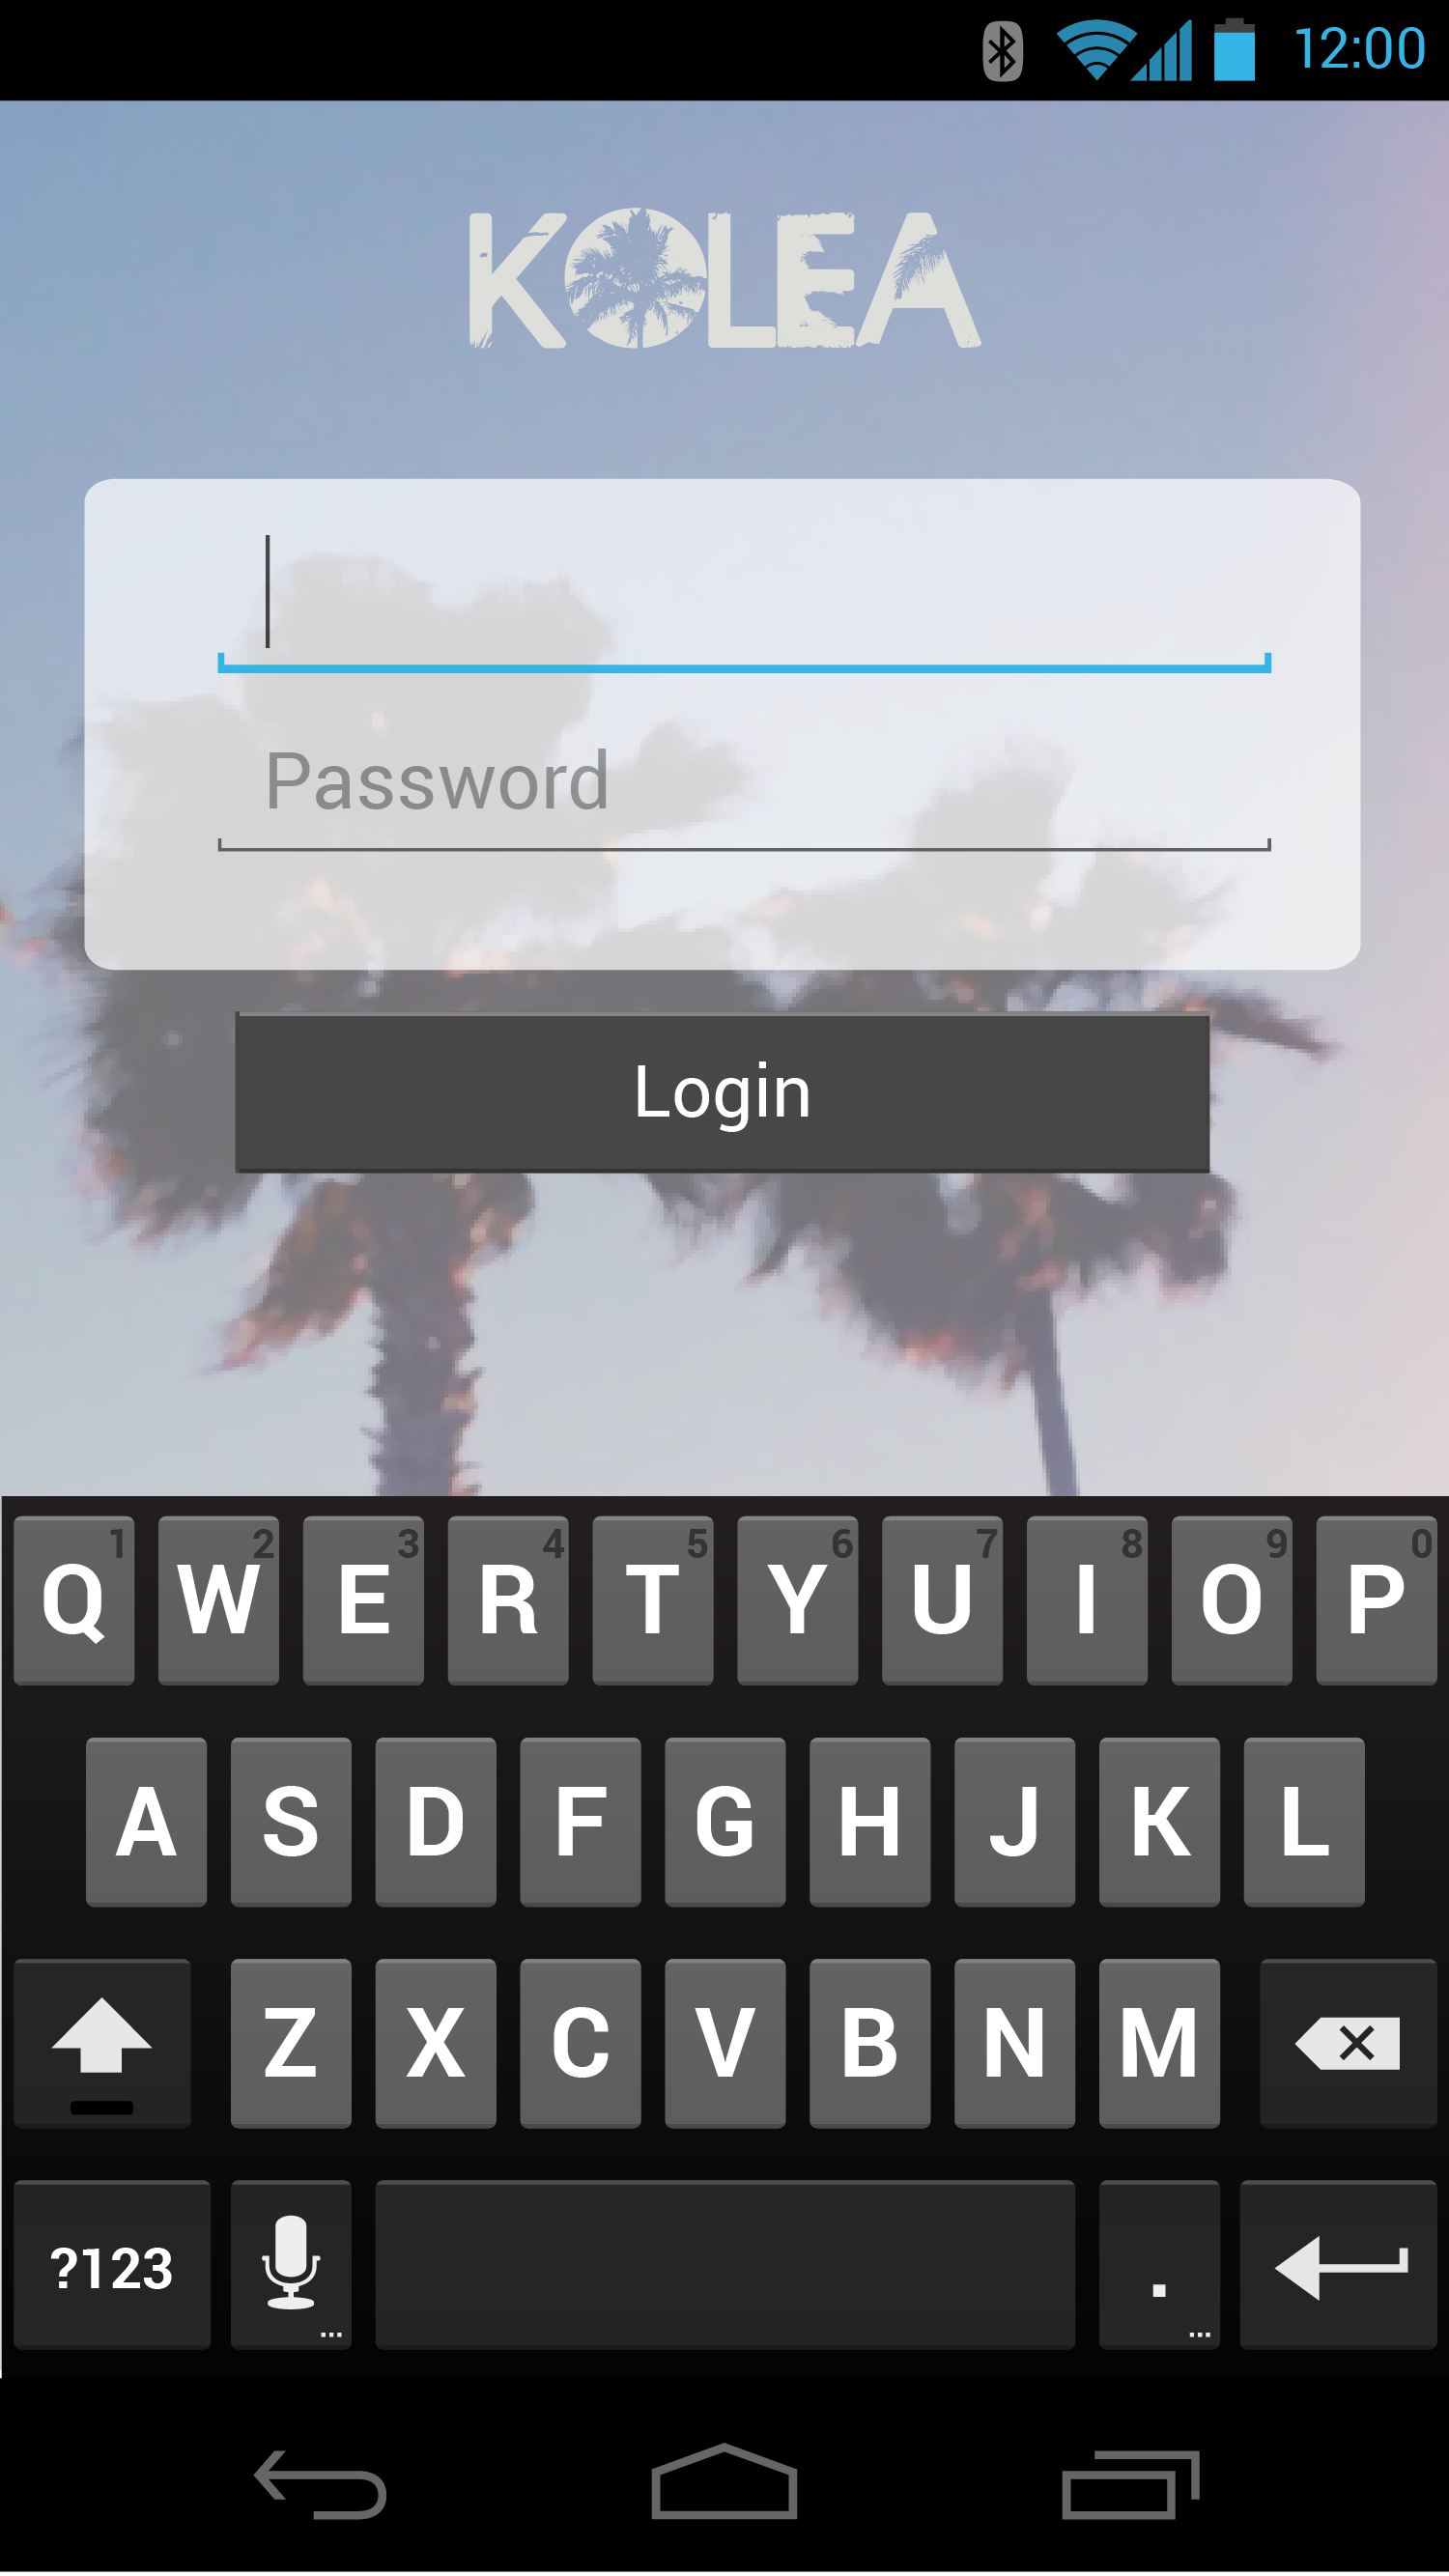 12:00
KOLEA
Password
Login
1 2 3 4 5 6 7 8 9 0
Q W E R T Y U I O P
A S D F G H J K L
Z X C V B N M
?123 .